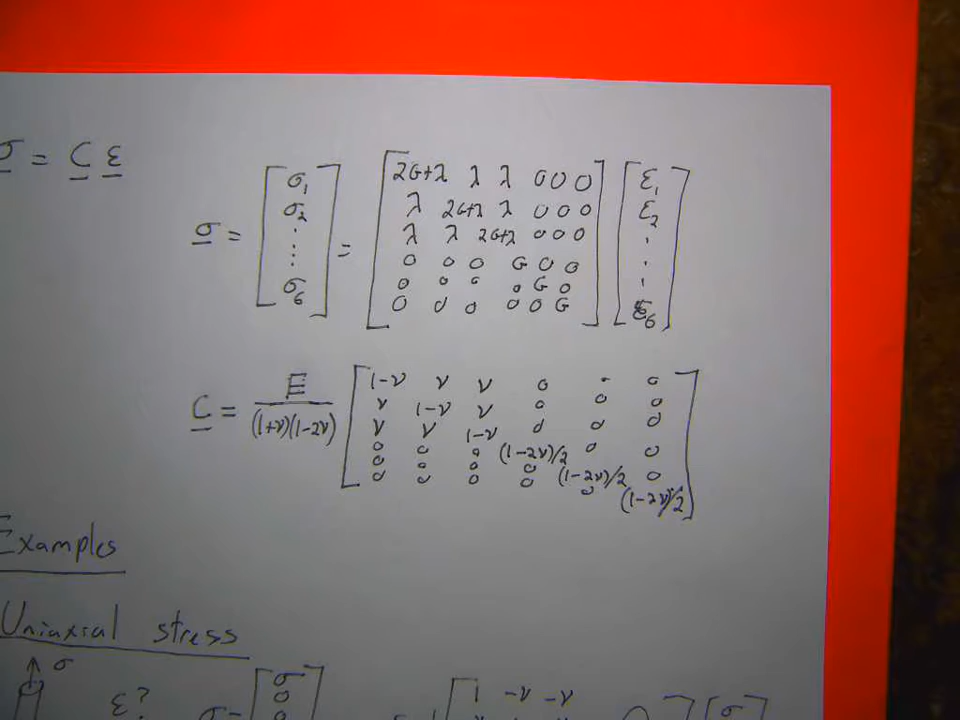 σ = C ε
σ = [σ₁ σ₂ ⋮ σ₆] = [2G+λ λ λ 0 0 0] [ε₁
λ 2G+λ λ 0 0 0 ε₂
λ λ 2G+λ 0 0 0
0 0 0 G 0 0
0 0 0 0 G 0
0 0 0 0 0 G] ε₆]
C = E / (1+ν)(1-2ν) [1-ν ν ν 0 0 0
ν 1-ν ν 0 0 0
ν ν 1-ν 0 0 0
0 0 0 (1-2ν)/2 0 0
0 0 0 0 (1-2ν)/2 0
0 0 0 0 0 (1-2ν)/2]
Examples
Uniaxial stress
σ
ε? σ = [σ 0 0 1 -ν -ν σ